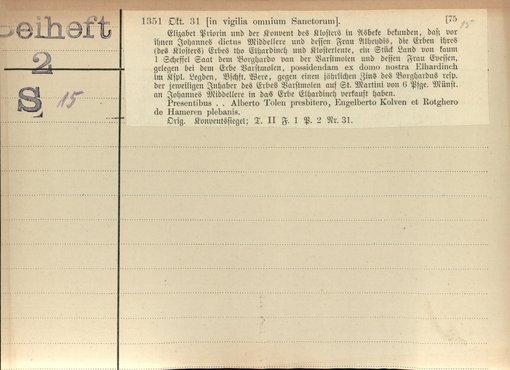 Beiheft
2
S 15
1351 Okt. 31 [in vigilia omnium Sanctorum]. [75
15
Elizabet Priorin und der Konvent des Klosters in Asbeke bekunden, daß vor
ihnen Johannes dictus Middellere und dessen Frau Alheydis, die Erben ihres
(des Klosters) Erbes tho Elhardinch und Klosterleute, ein Stück Land von kaum
1 Scheffel Saat dem Borghardo van der Varstmolen und dessen Frau Evessen,
gelegen bei dem Erbe Varstmolen, possidendam ex domo nostra Elhardinch
im Kspl. Legden, Bschft. Were, gegen einen jährlichen Zins des Borghardus resp.
der jeweiligen Inhaber des Erbes Varstmolen auf St. Martini von 6 Pfge. Münst.
an Johannes Middellere in das Erbe Elhardinch verkauft haben.
Presentibus . . Alberto Tolen presbitero, Engelberto Kolven et Rotghero
de Hameren plebanis.
Orig. Konventssiegel; T. II F. 1 P. 2 Nr. 31.